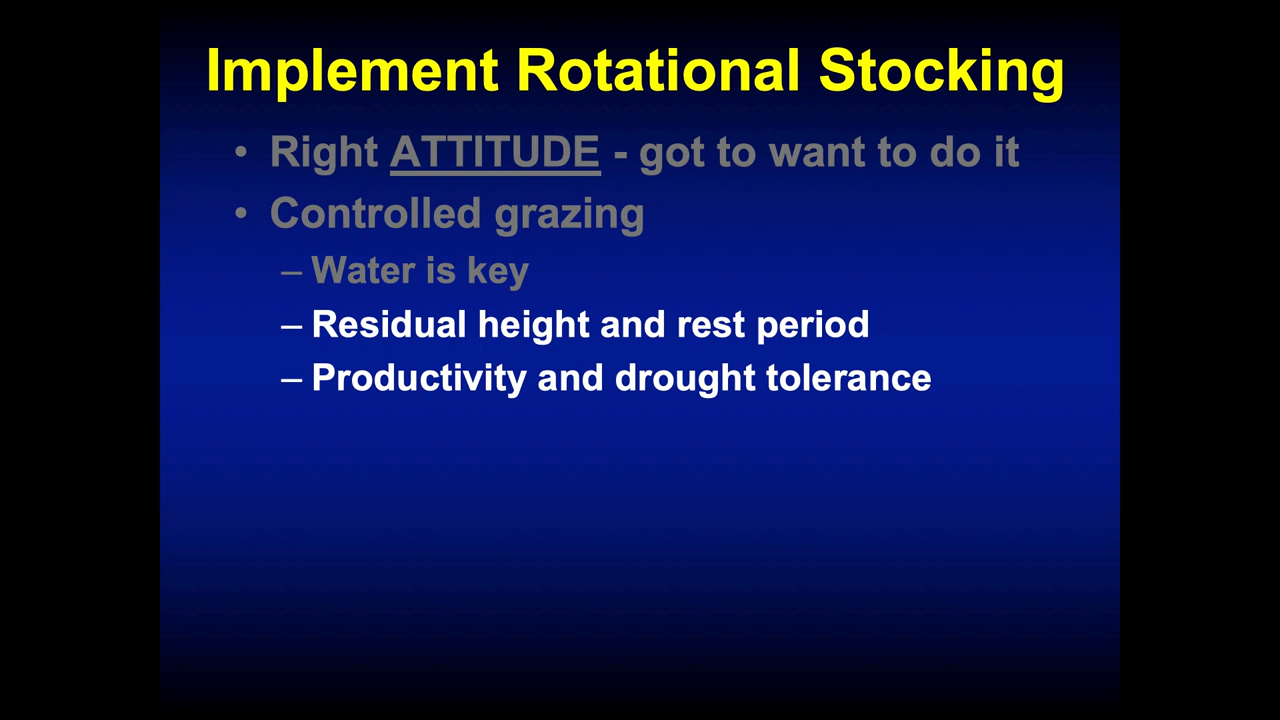 Implement Rotational Stocking
• Right ATTITUDE - got to want to do it
• Controlled grazing
– Water is key
– Residual height and rest period
– Productivity and drought tolerance